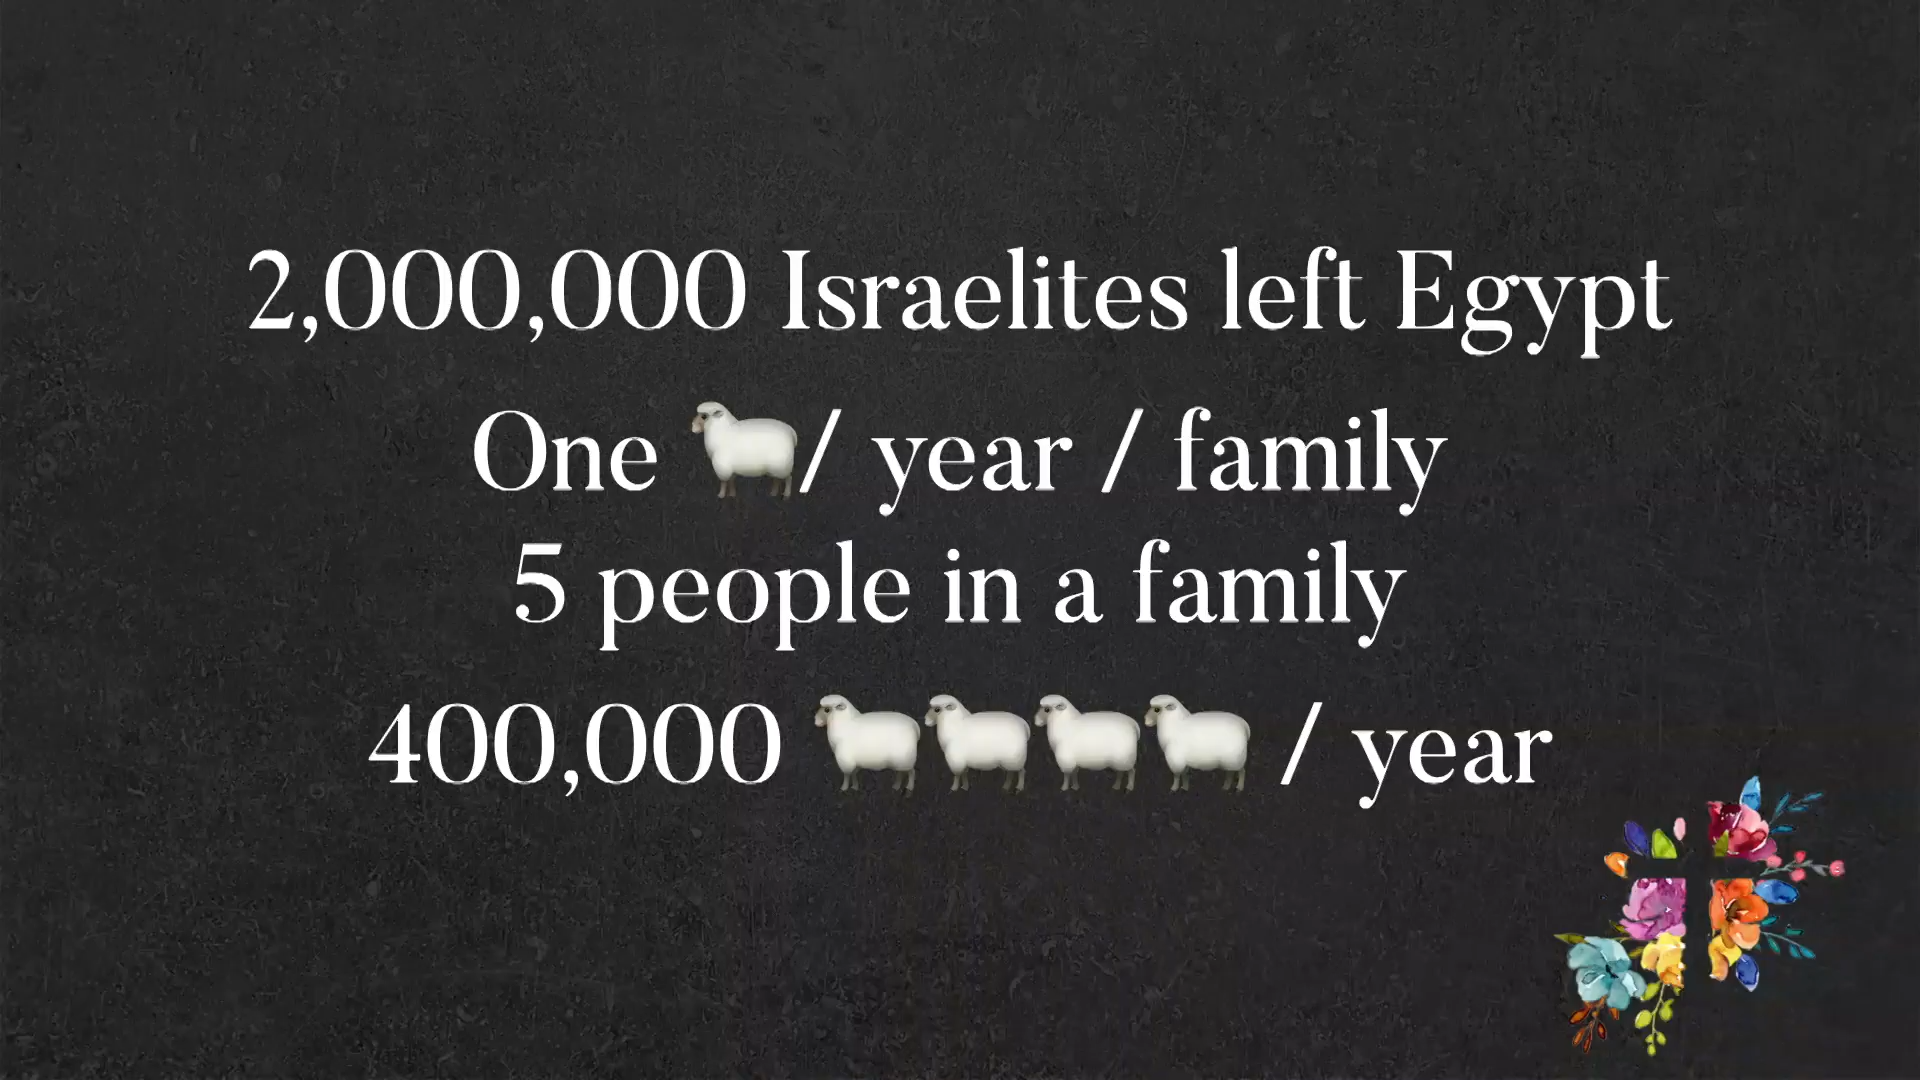 2,000,000 Israelites left Egypt
One 🐑/ year / family
5 people in a family
400,000 🐑🐑🐑🐑 / year